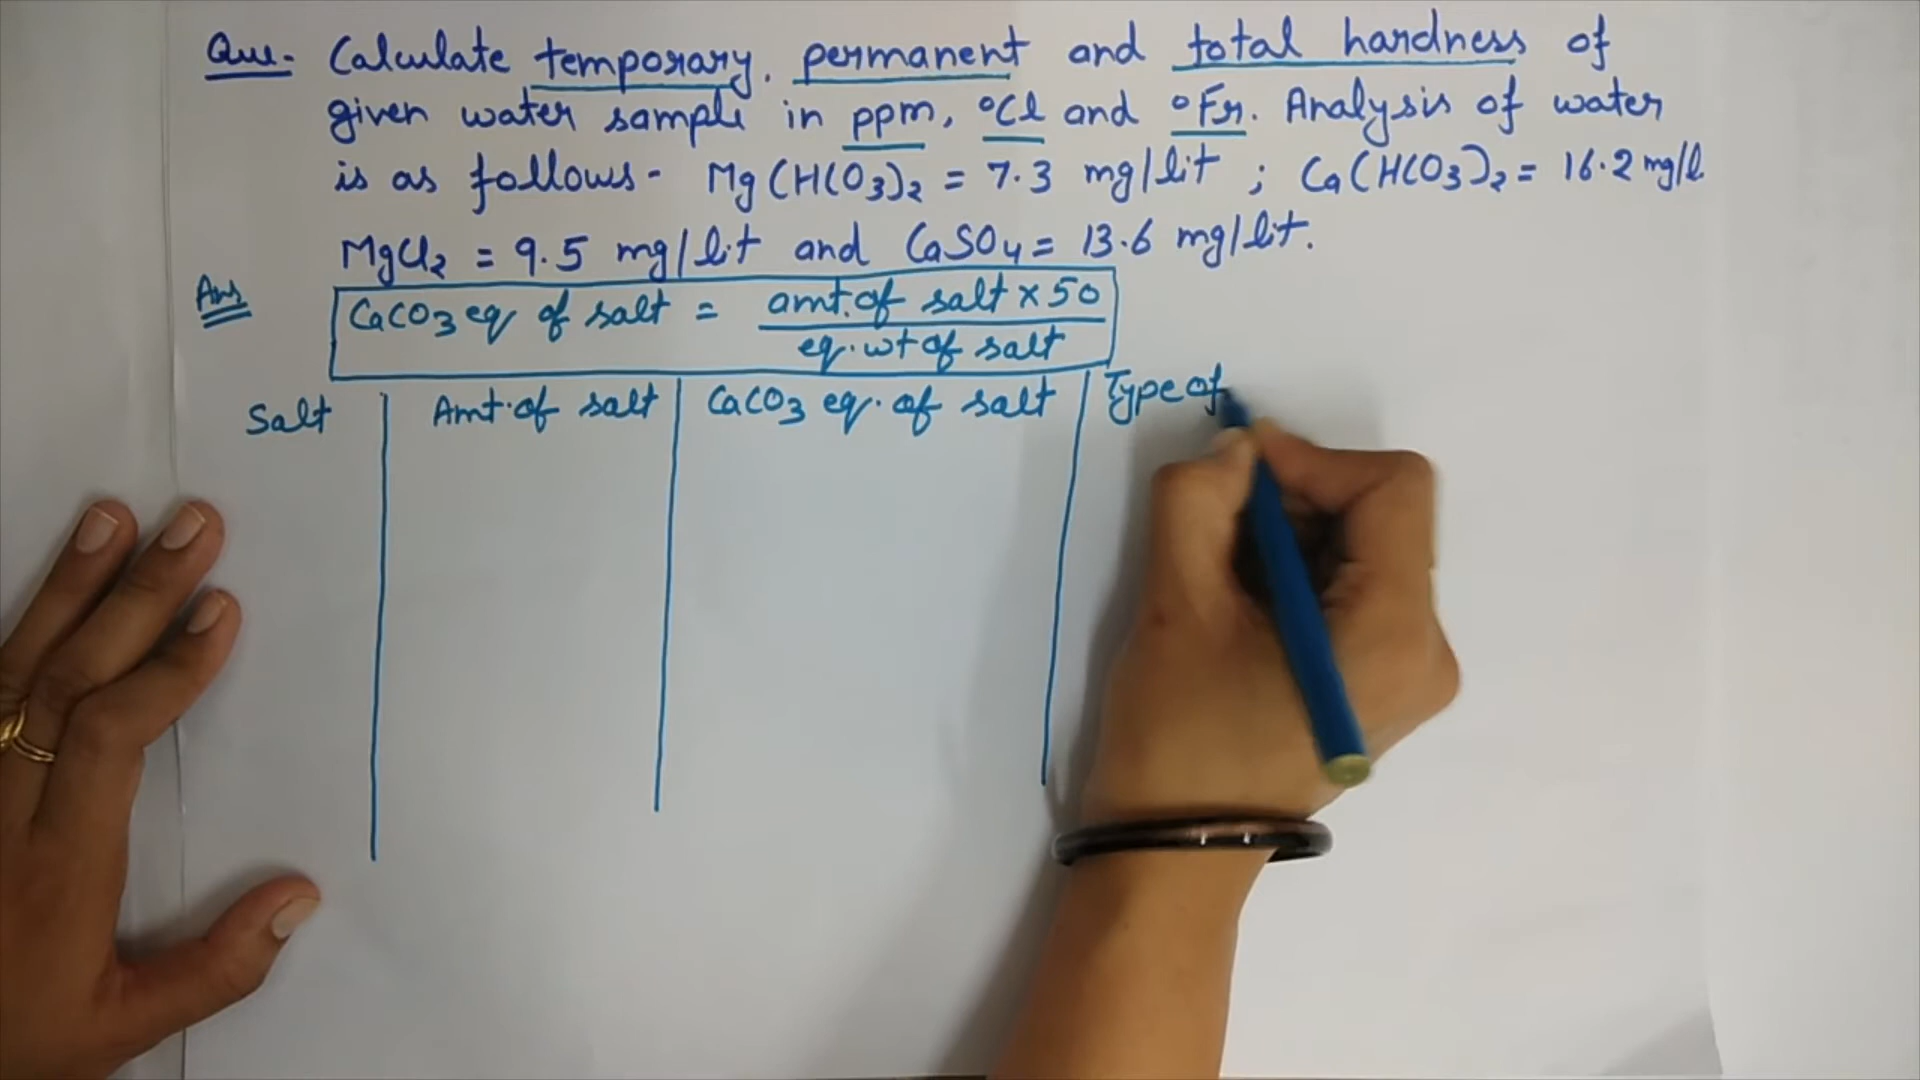 Que- Calculate temporary, permanent and total hardness of
given water sample in ppm, °Cl and °Fr. Analysis of water
is as follows- Mg(HCO3)2 = 7.3 mg/lit ; Ca(HCO3)2 = 16.2 mg/l
MgCl2 = 9.5 mg/lit and CaSO4 = 13.6 mg/lit.
Ans
CaCO3 eq of salt = amt. of salt × 50
eq. wt of salt
Salt Amt. of salt CaCO3 eq. of salt Type of